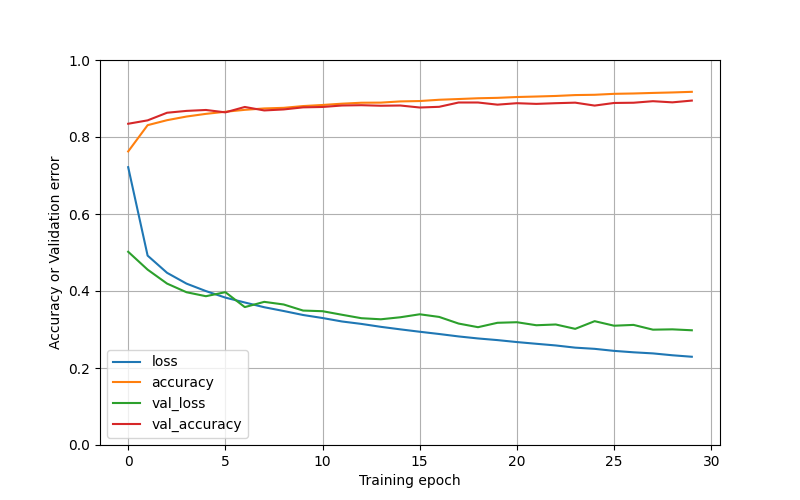 1.0
0.8
0.6
0.4
0.2
0.0
Accuracy or Validation error
loss
accuracy
val_loss
val_accuracy
0 5 10 15 20 25 30
Training epoch